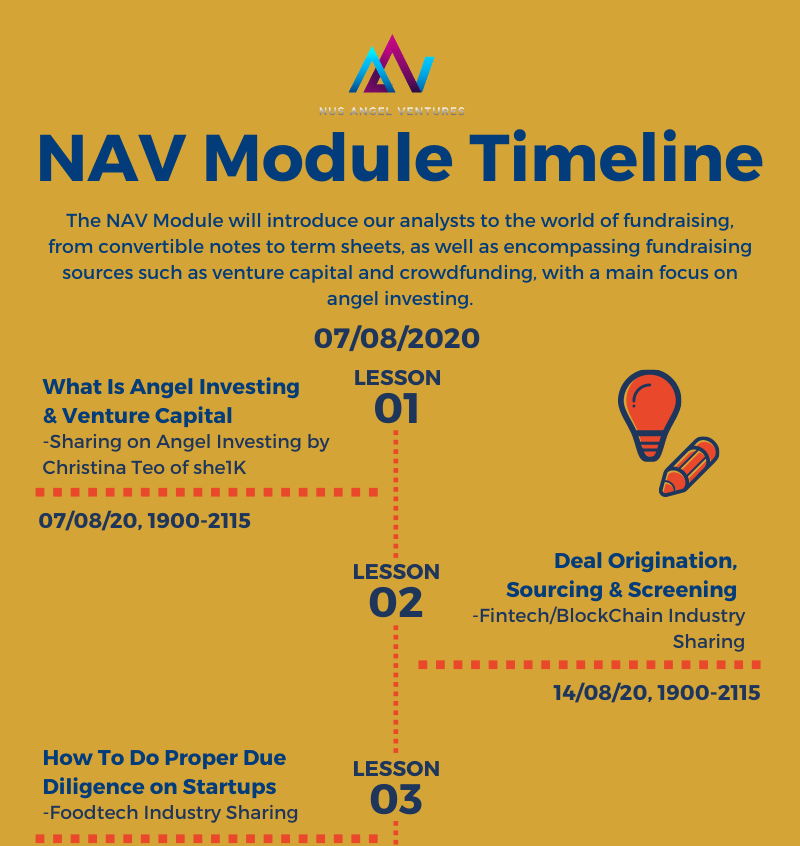 NUS ANGEL VENTURES
NAV Module Timeline
The NAV Module will introduce our analysts to the world of fundraising,
from convertible notes to term sheets, as well as encompassing fundraising
sources such as venture capital and crowdfunding, with a main focus on
angel investing.
07/08/2020
LESSON
01
What Is Angel Investing
& Venture Capital
-Sharing on Angel Investing by
Christina Teo of she1K
07/08/20, 1900-2115
LESSON
02
Deal Origination,
Sourcing & Screening
-Fintech/BlockChain Industry
Sharing
14/08/20, 1900-2115
LESSON
03
How To Do Proper Due
Diligence on Startups
-Foodtech Industry Sharing